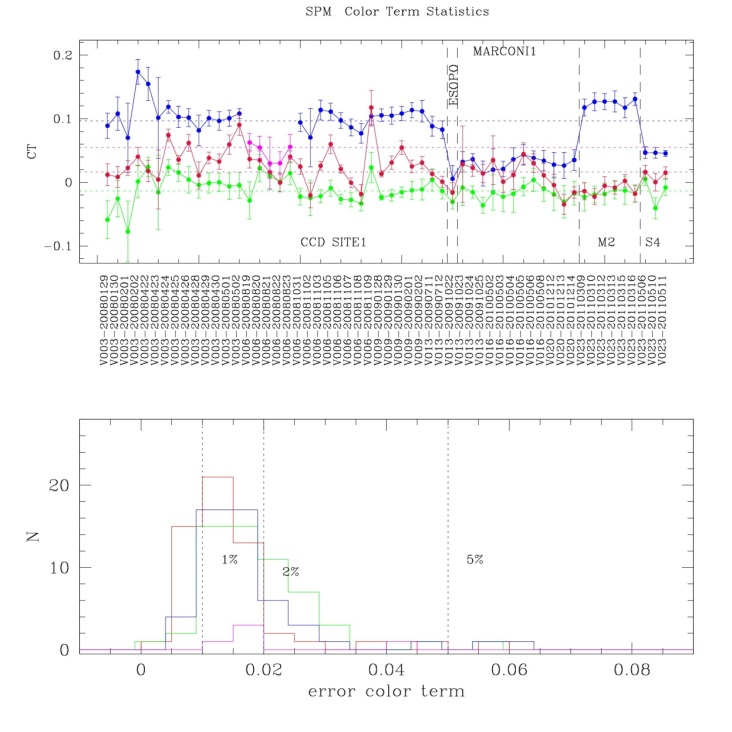 SPM Color Term Statistics
0.2
0.1
0
−0.1
CT
MARCONI1
ESOPO
CCD SITE1
M2
S4
V003−20080129
V003−20080130
V003−20080201
V003−20080202
V003−20080422
V003−20080423
V003−20080424
V003−20080425
V003−20080426
V003−20080428
V003−20080429
V003−20080430
V003−20080501
V003−20080502
V006−20080819
V006−20080820
V006−20080821
V006−20080822
V006−20080823
V006−20081031
V006−20081102
V006−20081103
V006−20081105
V006−20081106
V006−20081107
V006−20081108
V006−20081109
V009−20090128
V009−20090129
V009−20090130
V009−20090201
V009−20090202
V013−20090711
V013−20090712
V013−20091022
V013−20091023
V013−20091024
V013−20091025
V016−20100502
V016−20100503
V016−20100505
V016−20100506
V016−20100508
V020−20101212
V020−20101213
V020−20101214
V023−20110309
V023−20110310
V023−20110312
V023−20110313
V023−20110315
V023−20110316
V023−20110506
V023−20110510
V023−20110511
20
10
0
N
1%
2%
5%
0
0.02
0.04
0.06
0.08
error color term